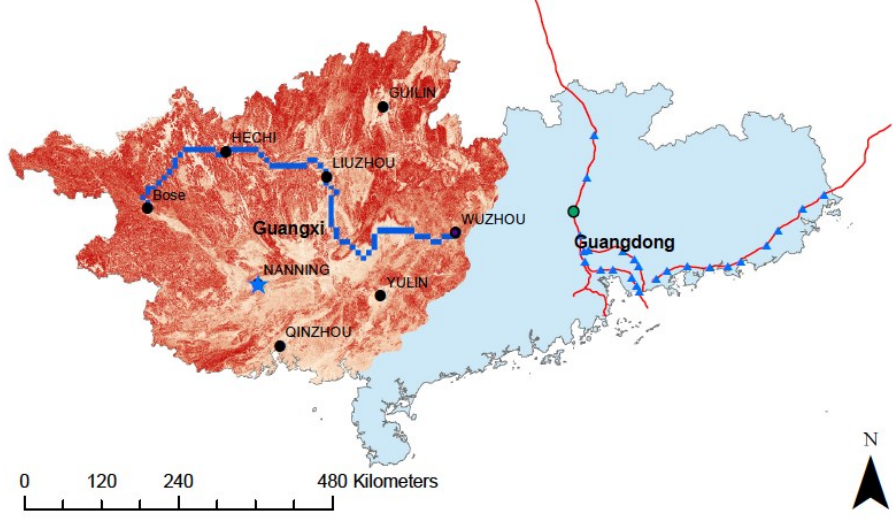 GUILIN
HECHI
LIUZHOU
Bose
Guangxi
WUZHOU
Guangdong
NANNING
YULIN
QINZHOU
0 120 240 480 Kilometers
N